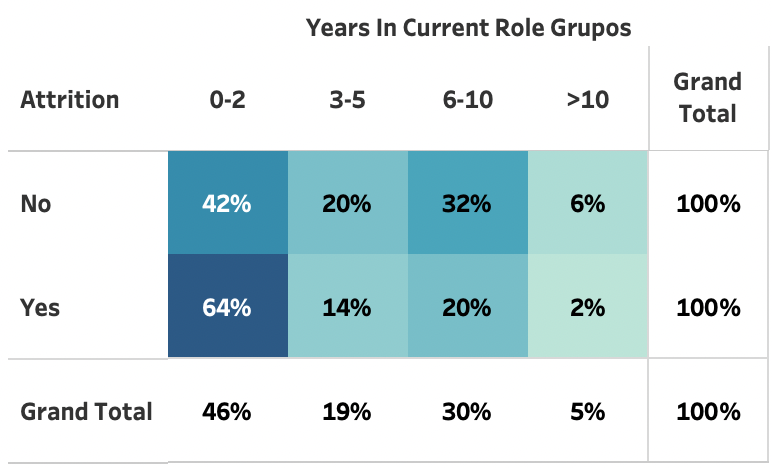 Years In Current Role Grupos
Attrition 0-2 3-5 6-10 >10 Grand Total
No 42% 20% 32% 6% 100%
Yes 64% 14% 20% 2% 100%
Grand Total 46% 19% 30% 5% 100%